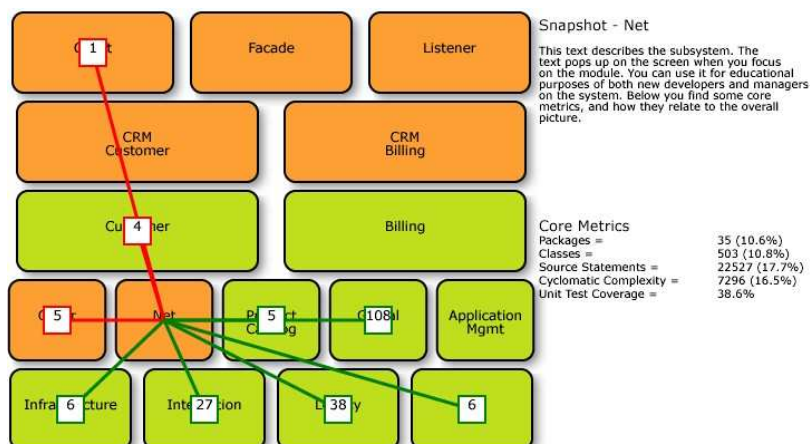 1
Facade
Listener
Snapshot - Net
This text describes the subsystem. The
text pops up on the screen when you focus
on the module. You can use it for educational
purposes of both new developers and managers
on the system. Below you find some core
metrics, and how they relate to the overall
picture.
CRM
Customer
CRM
Billing
4
Billing
Core Metrics
Packages = 35 (10.6%)
Classes = 503 (10.8%)
Source Statements = 22527 (17.7%)
Cyclomatic Complexity = 7296 (16.5%)
Unit Test Coverage = 38.6%
5
Net
5
108
Application
Mgmt
6
27
38
6